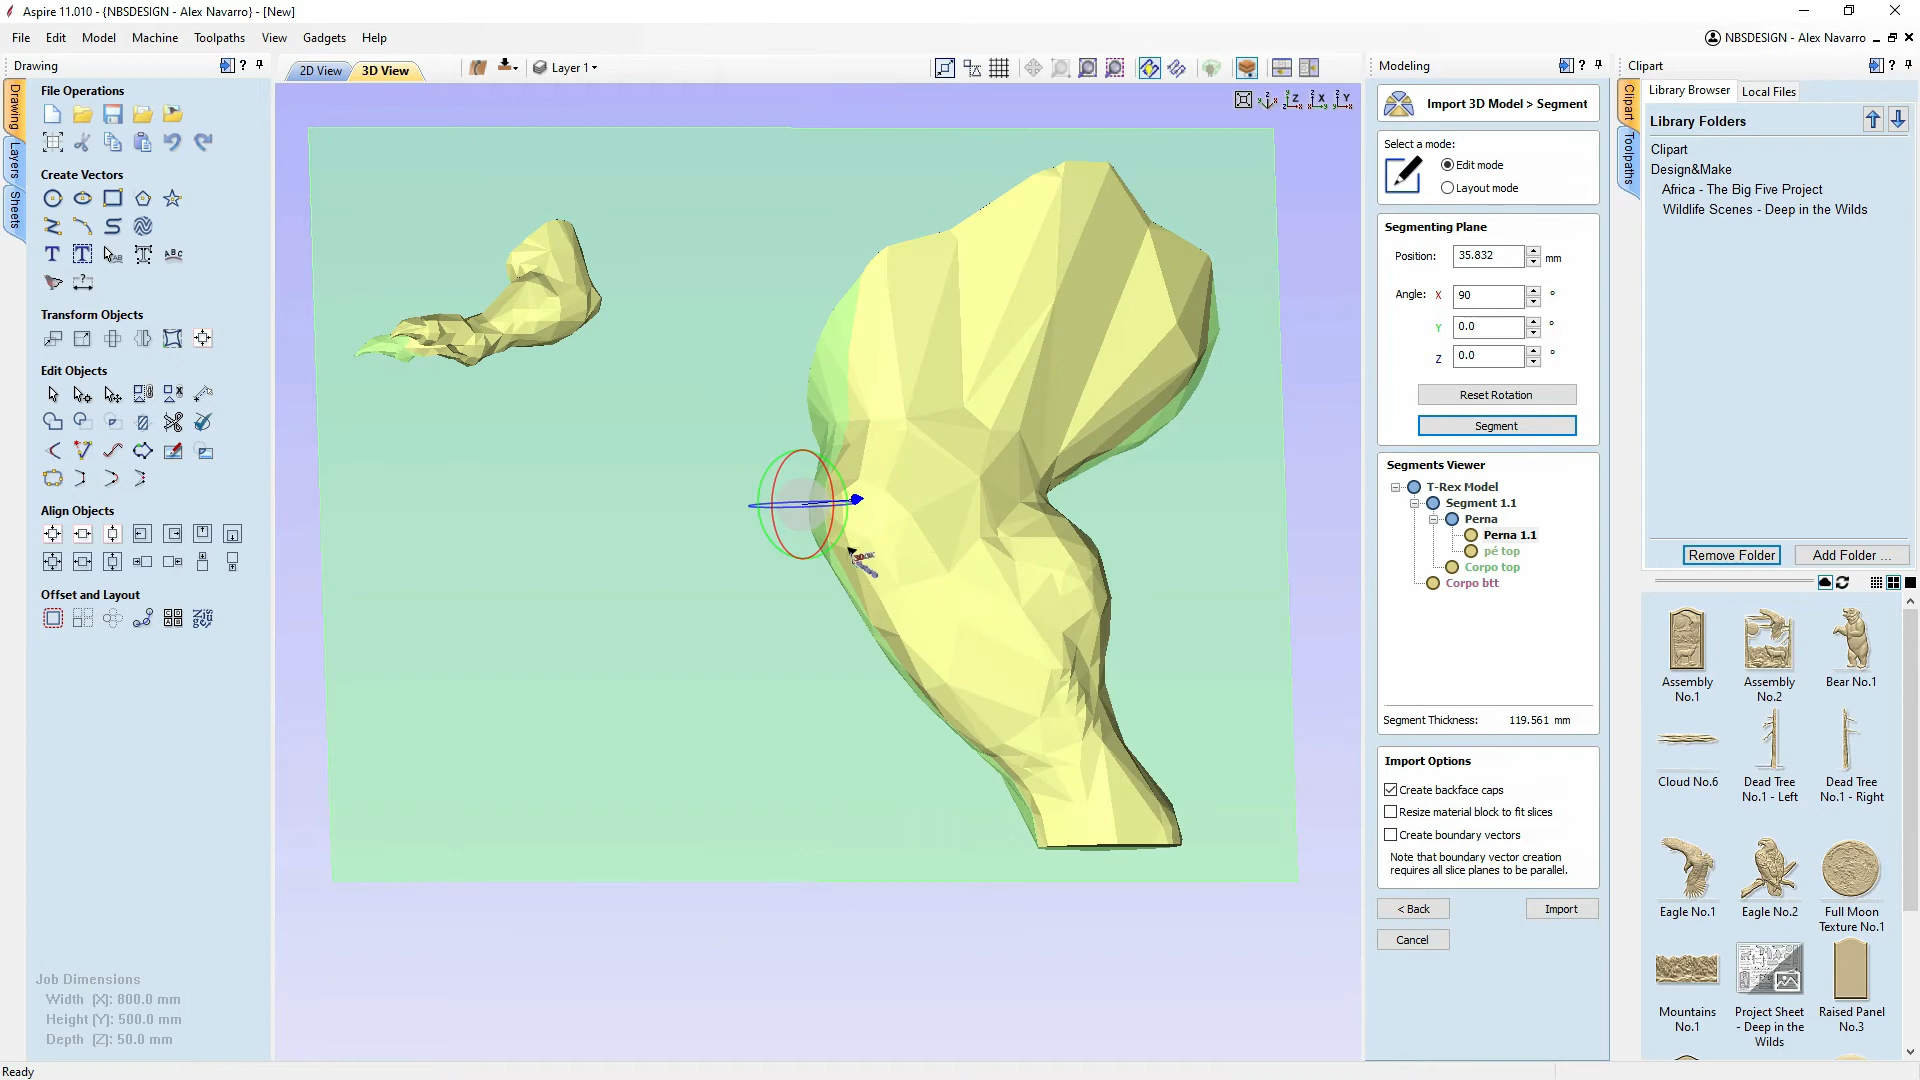 Aspire 11.010 - {NBSDESIGN - Alex Navarro} - [New]
File Edit Model Machine Toolpaths View Gadgets Help
NBSDESIGN - Alex Navarro
Drawing
2D View
3D View
Layer 1
Drawing
Layers
Sheets
File Operations
Create Vectors
Transform Objects
Edit Objects
Align Objects
Offset and Layout
Job Dimensions
Width (X): 800.0 mm
Height (Y): 500.0 mm
Depth (Z): 50.0 mm
Ready
Modeling
Import 3D Model > Segment
Select a mode:
Edit mode
Layout mode
Segmenting Plane
Position: 35.832 mm
Angle: X 90 °
Y 0.0 °
Z 0.0 °
Reset Rotation
Segment
Segments Viewer
T-Rex Model
Segment 1.1
Perna
Perna 1.1
pé top
Corpo top
Corpo btt
Segment Thickness: 119.561 mm
Import Options
Create backface caps
Resize material block to fit slices
Create boundary vectors
Note that boundary vector creation
requires all slice planes to be parallel.
< Back
Import
Cancel
Clipart
Clipart
Toolpaths
Library Browser
Local Files
Library Folders
Clipart
Design&Make
Africa - The Big Five Project
Wildlife Scenes - Deep in the Wilds
Remove Folder
Add Folder ...
Assembly
No.1
Assembly
No.2
Bear No.1
Cloud No.6
Dead Tree
No.1 - Left
Dead Tree
No.1 - Right
Eagle No.1
Eagle No.2
Full Moon
Texture No.1
Mountains
No.1
Project Sheet
- Deep in the
Wilds
Raised Panel
No.3